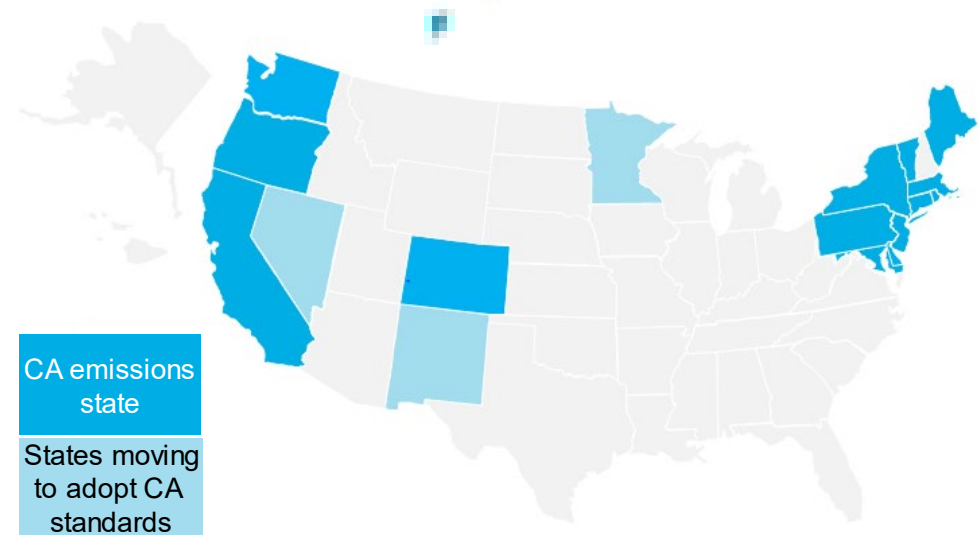 CA emissions
state
States moving
to adopt CA
standards